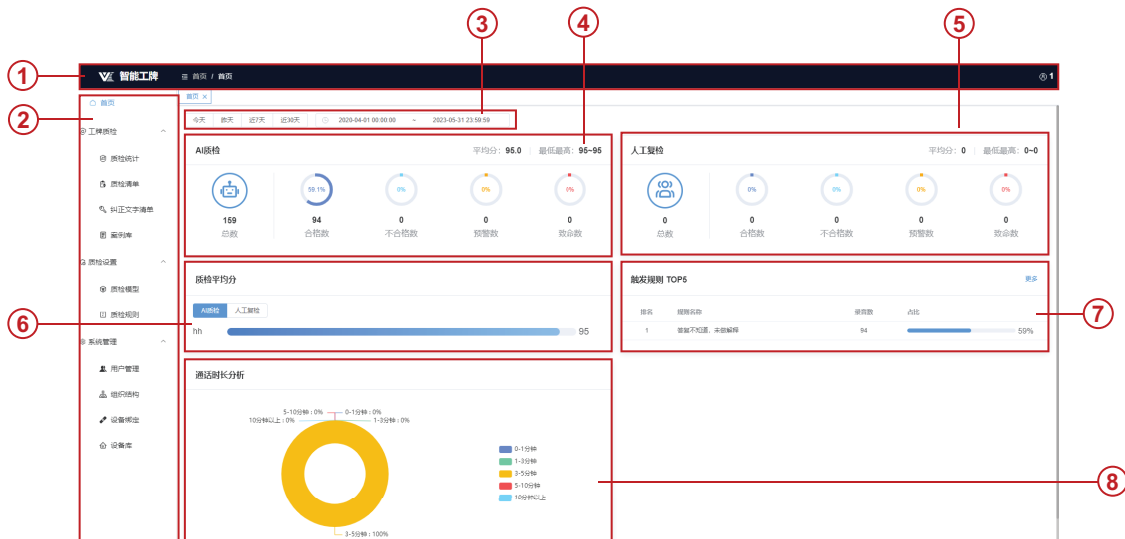 ③ ④ ⑤
① 智能工牌 首页 / 首页 1
② 首页
首页 ×
今天 昨天 近7天 近30天 2020-04-01 00:00:00 ~ 2023-05-31 23:59:59
工牌质检
质检统计
质检清单
纠正文字清单
案例库
质检设置
质检模型
质检规则
系统管理
用户管理
组织结构
设备绑定
设备库
AI质检 平均分: 95.0 最低最高: 95~95
59.1% 0% 0% 0%
159 94 0 0 0
总数 合格数 不合格数 预警数 致命数
人工复检 平均分: 0 最低最高: 0~0
0% 0% 0% 0%
0 0 0 0 0
总数 合格数 不合格数 预警数 致命数
⑥ 质检平均分
AI质检 人工复检
hh 95
触发规则 TOP5 更多
⑦
排名 规则名称 录音数 占比
1 答复不知道、未做解释 94 59%
通话时长分析
5-10分钟 : 0% 0-1分钟 : 0%
10分钟以上 : 0% 1-3分钟 : 0%
0-1分钟
1-3分钟
3-5分钟
5-10分钟
10分钟以上
3-5分钟 : 100%
⑧